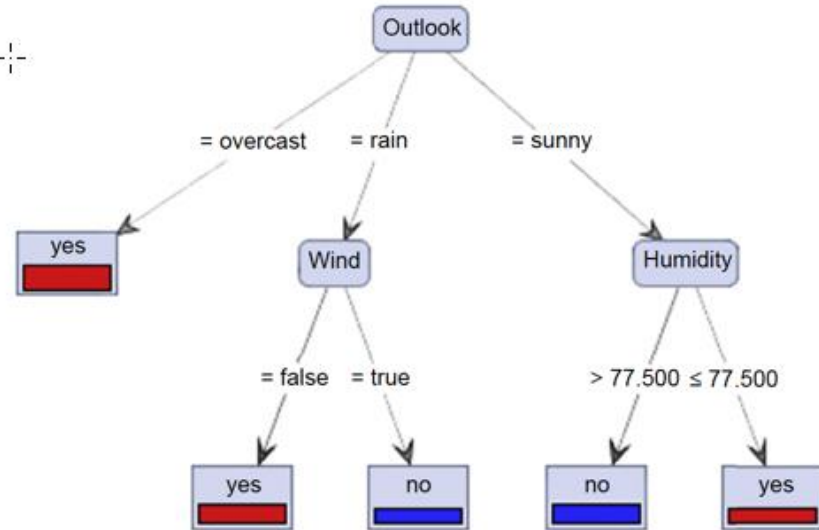 Outlook
= overcast
= rain
= sunny
yes
Wind
Humidity
= false
= true
> 77.500
≤ 77.500
yes
no
no
yes